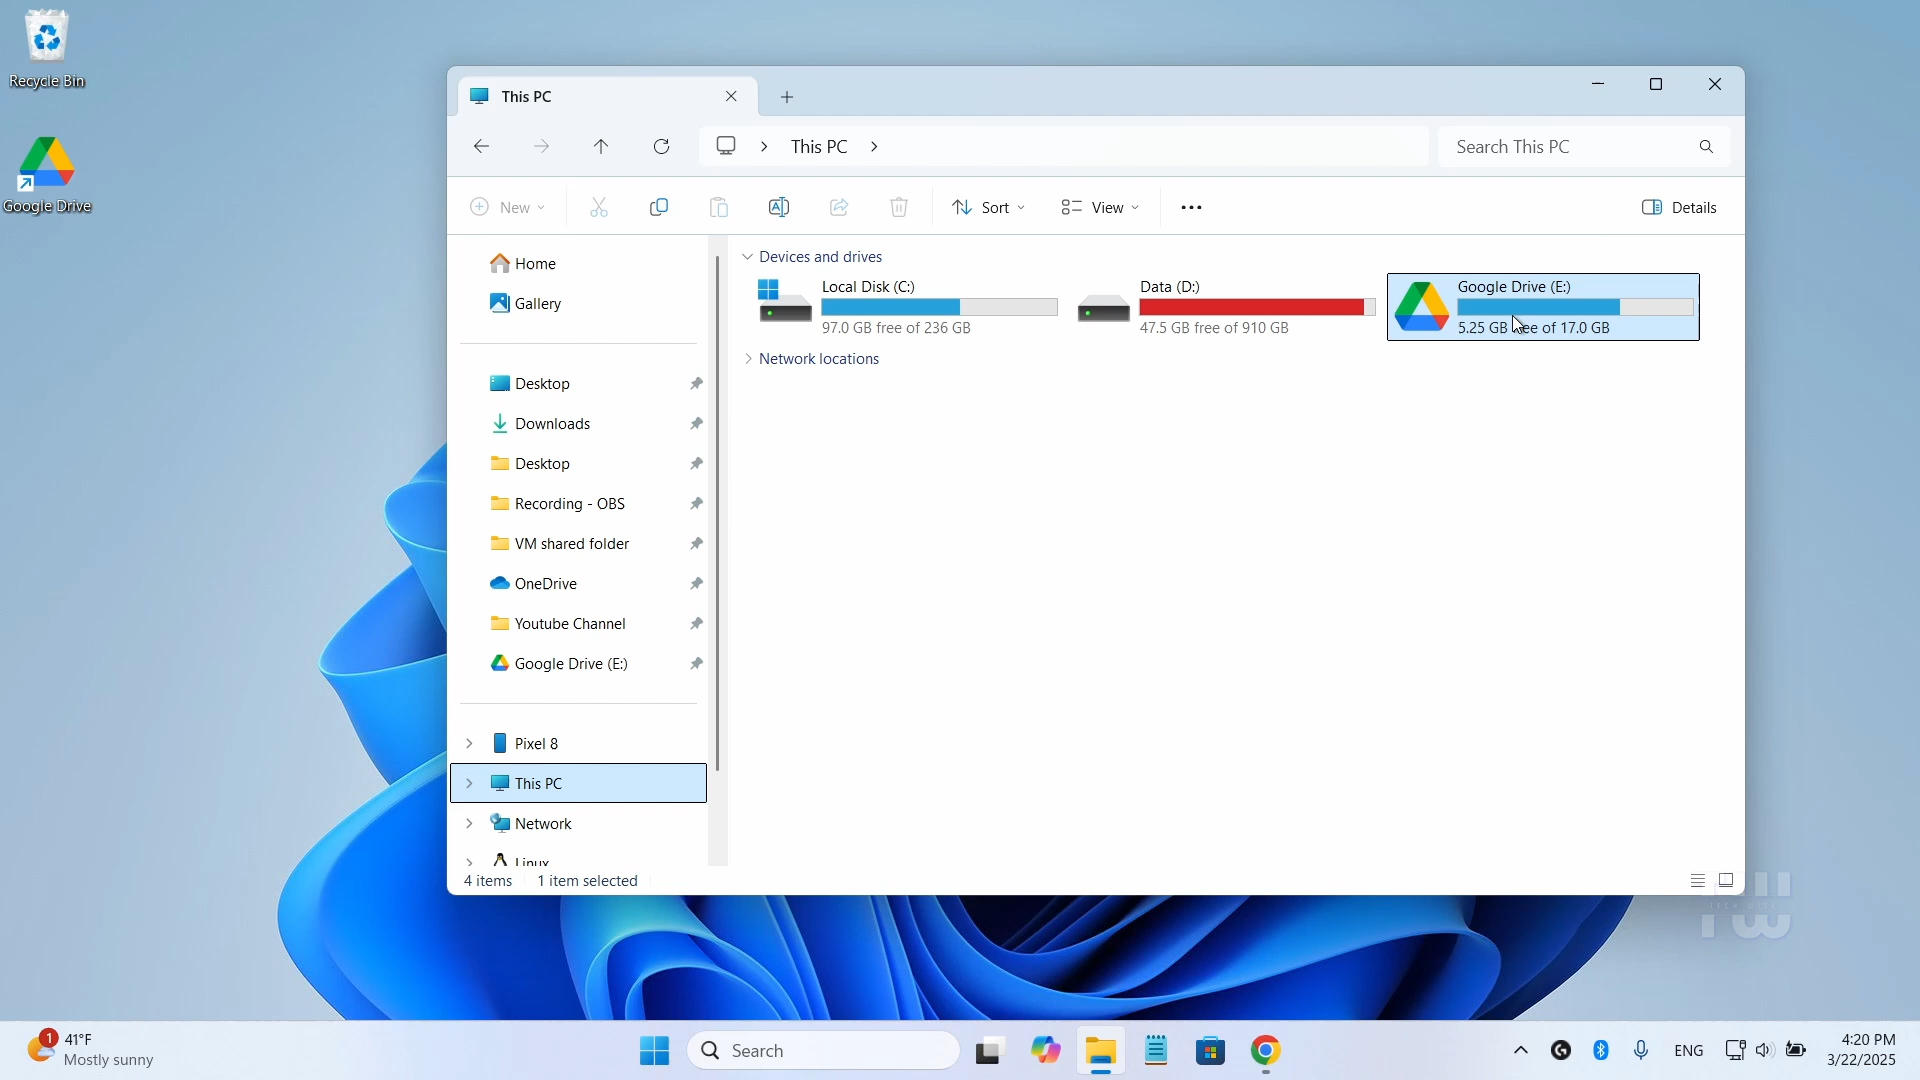 Recycle Bin
Google Drive
This PC
This PC
Search This PC
New
Sort
View
Details
Home
Gallery
Desktop
Downloads
Desktop
Recording - OBS
VM shared folder
OneDrive
Youtube Channel
Google Drive (E:)
Pixel 8
This PC
Network
Linux
Devices and drives
Local Disk (C:)
97.0 GB free of 236 GB
Data (D:)
47.5 GB free of 910 GB
Google Drive (E:)
5.25 GB free of 17.0 GB
Network locations
4 items
1 item selected
1
41°F
Mostly sunny
Search
ENG
4:20 PM
3/22/2025